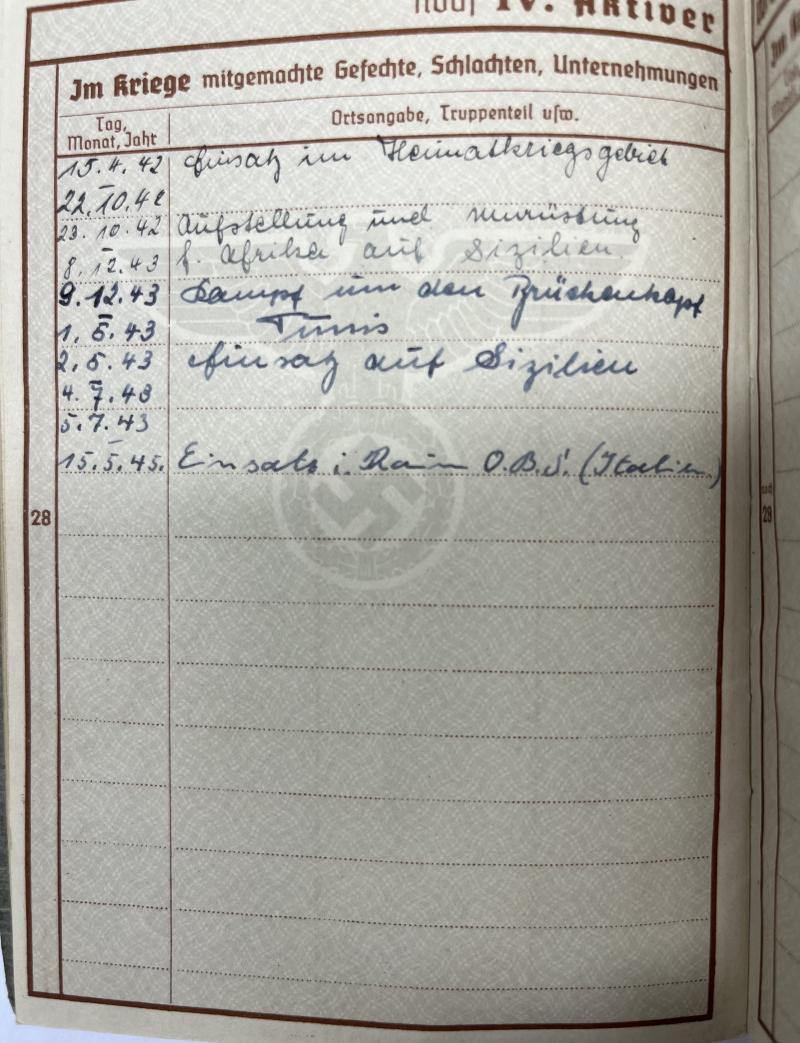 Noch IV. Aktiver
Im Kriege mitgemachte Gefechte, Schlachten, Unternehmungen
Tag, Monat, Jahr
Ortsangabe, Truppenteil usw.
15.4.42 Einsatz im Heimatkriegsgebiet
–
22.10.42
23.10.42 Aufstellung und Umrüstung
–
8.12.43 f. Afrika auf Sizilien.
9.12.43 Kampf um den Brückenkopf
–
1.5.43 Tunis
2.5.43 Einsatz auf Sizilien
–
4.7.43
5.7.43
–
15.5.45. Einsatz i. Raum O.B.S. (Italien)
28
28